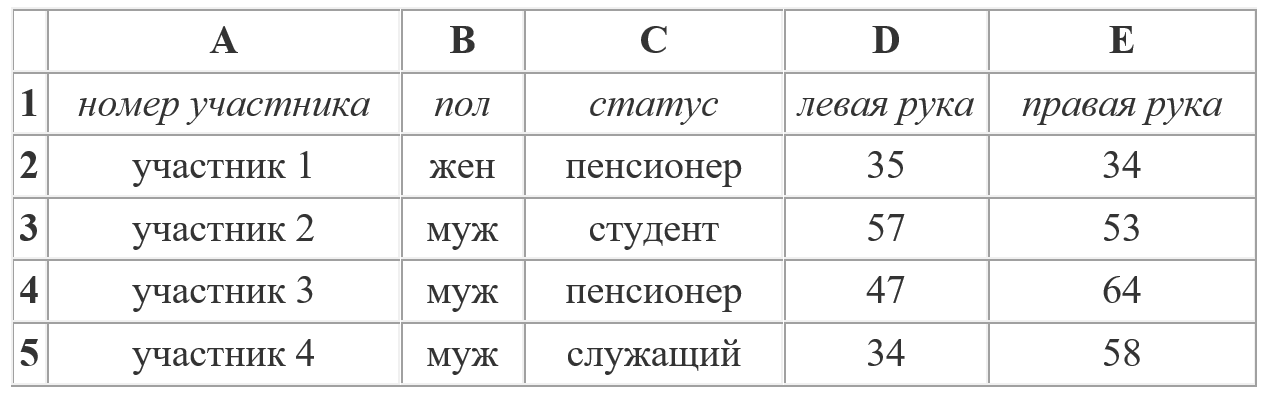 A B C D E
1 номер участника пол статус левая рука правая рука
2 участник 1 жен пенсионер 35 34
3 участник 2 муж студент 57 53
4 участник 3 муж пенсионер 47 64
5 участник 4 муж служащий 34 58